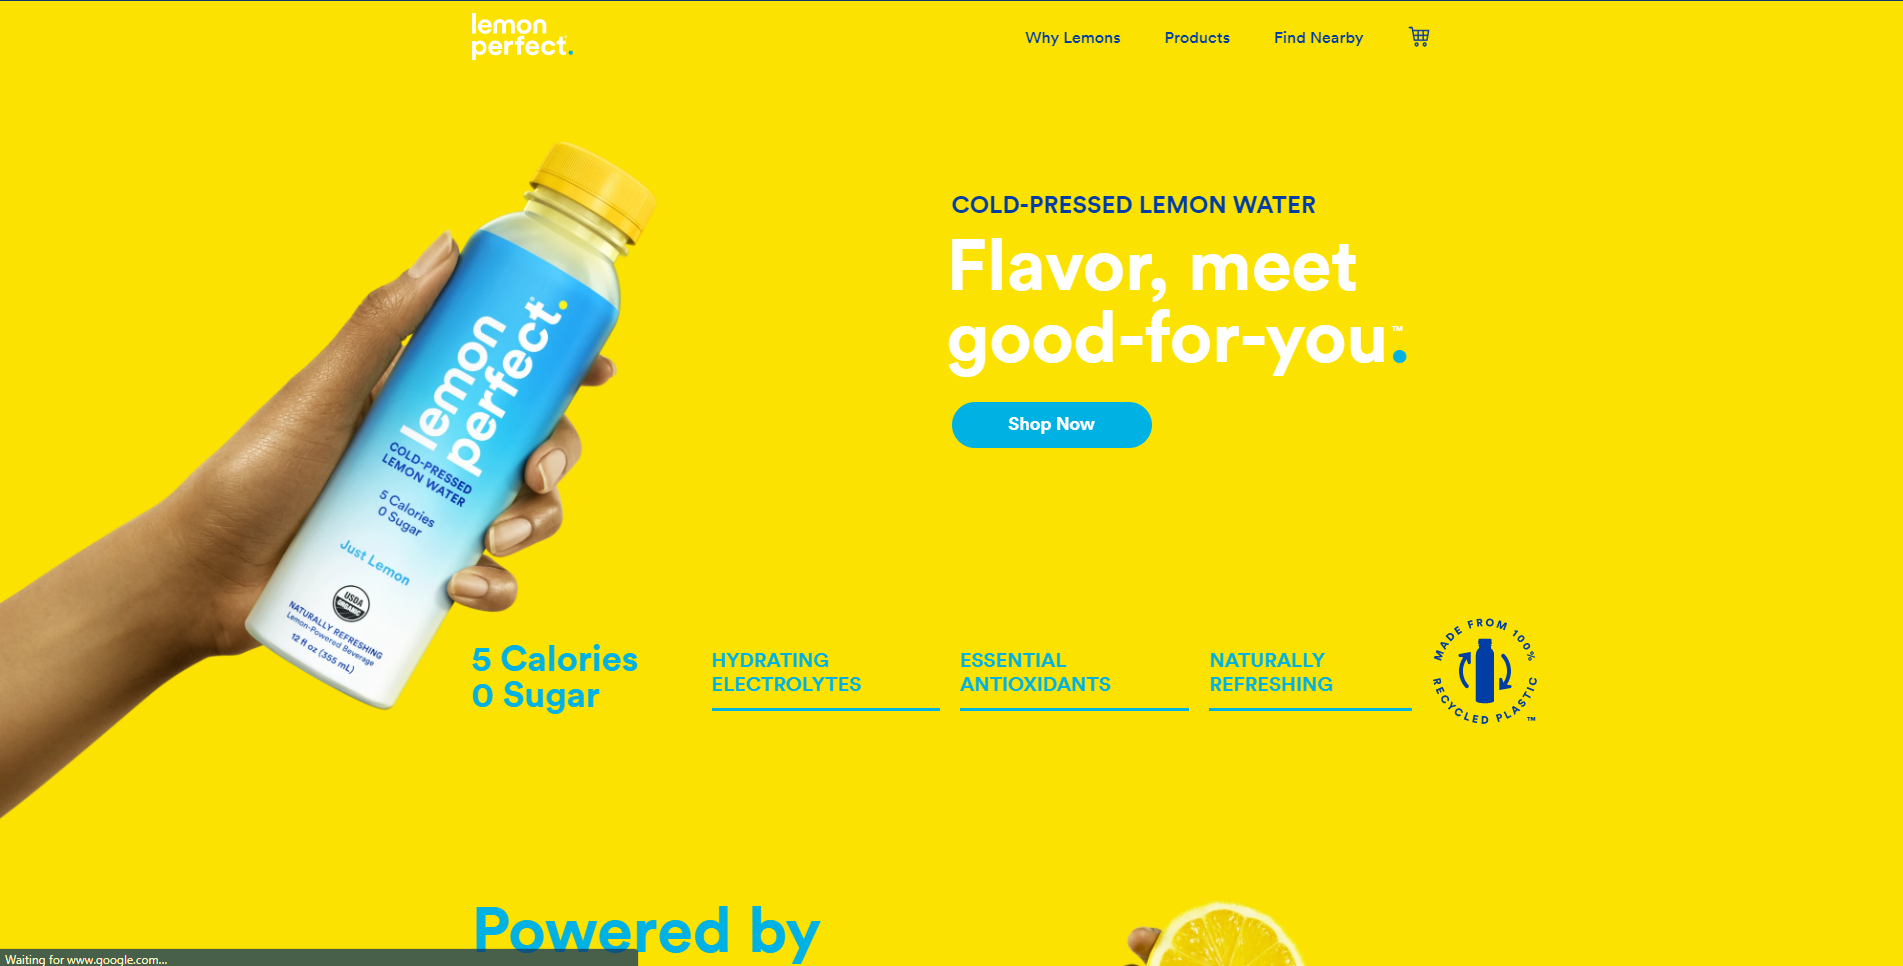 lemon
perfect.
Why Lemons
Products
Find Nearby
COLD-PRESSED LEMON WATER
Flavor, meet
good-for-you.™
Shop Now
lemon
perfect.®
COLD-PRESSED
LEMON WATER
5 Calories
0 Sugar
Just Lemon
USDA
ORGANIC
NATURALLY REFRESHING
Lemon-Powered Beverage
12 fl oz (355 mL)
5 Calories
0 Sugar
HYDRATING
ELECTROLYTES
ESSENTIAL
ANTIOXIDANTS
NATURALLY
REFRESHING
MADE FROM 100%
RECYCLED PLASTIC
™
Powered by
Waiting for www.google.com...